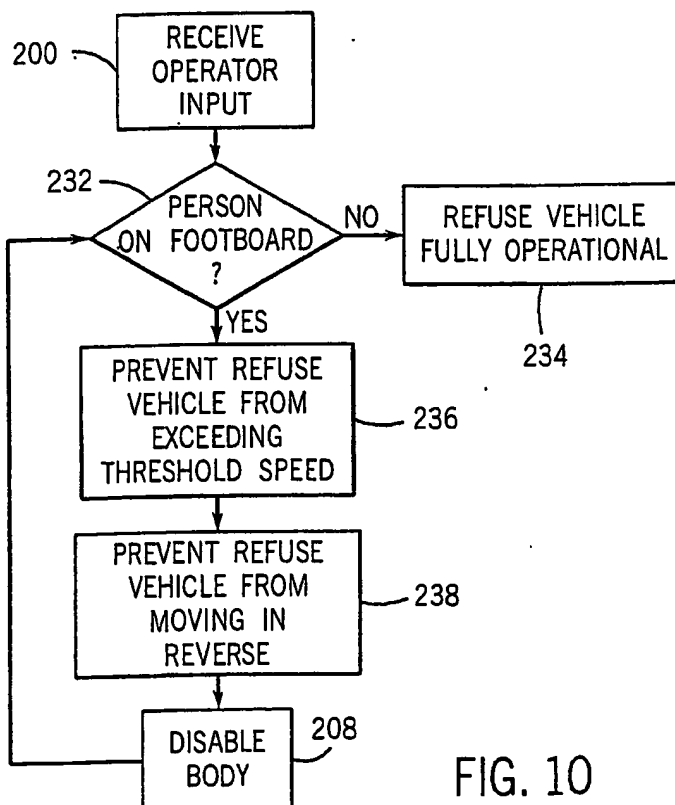 200
RECEIVE
OPERATOR
INPUT
232
PERSON
ON FOOTBOARD
?
NO
REFUSE VEHICLE
FULLY OPERATIONAL
234
YES
PREVENT REFUSE
VEHICLE FROM
EXCEEDING
THRESHOLD SPEED
236
PREVENT REFUSE
VEHICLE FROM
MOVING IN
REVERSE
238
DISABLE
BODY
208
FIG. 10